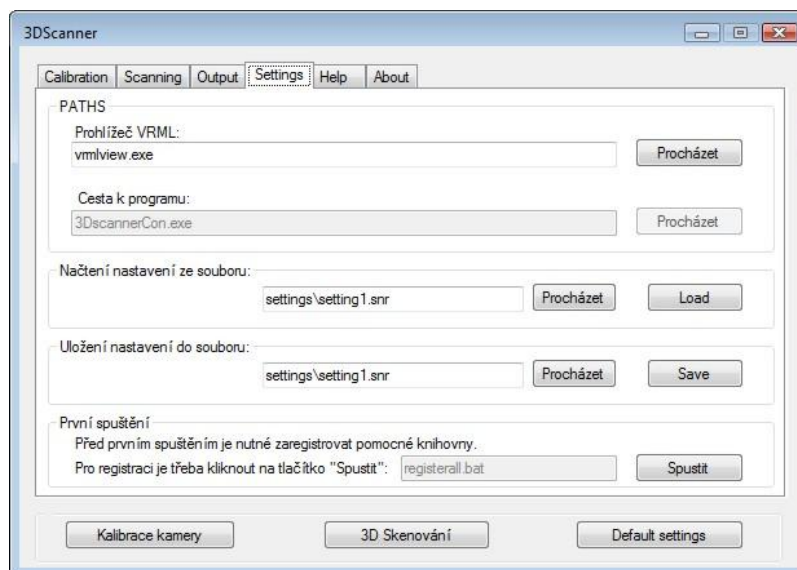 3DScanner
Calibration Scanning Output Settings Help About
PATHS
Prohlížeč VRML:
vrmlview.exe Procházet
Cesta k programu:
3DscannerCon.exe Procházet
Načtení nastavení ze souboru:
settings\setting1.snr Procházet Load
Uložení nastavení do souboru:
settings\setting1.snr Procházet Save
První spuštění
Před prvním spuštěním je nutné zaregistrovat pomocné knihovny.
Pro registraci je třeba kliknout na tlačítko "Spustit": registerall.bat Spustit
Kalibrace kamery 3D Skenování Default settings